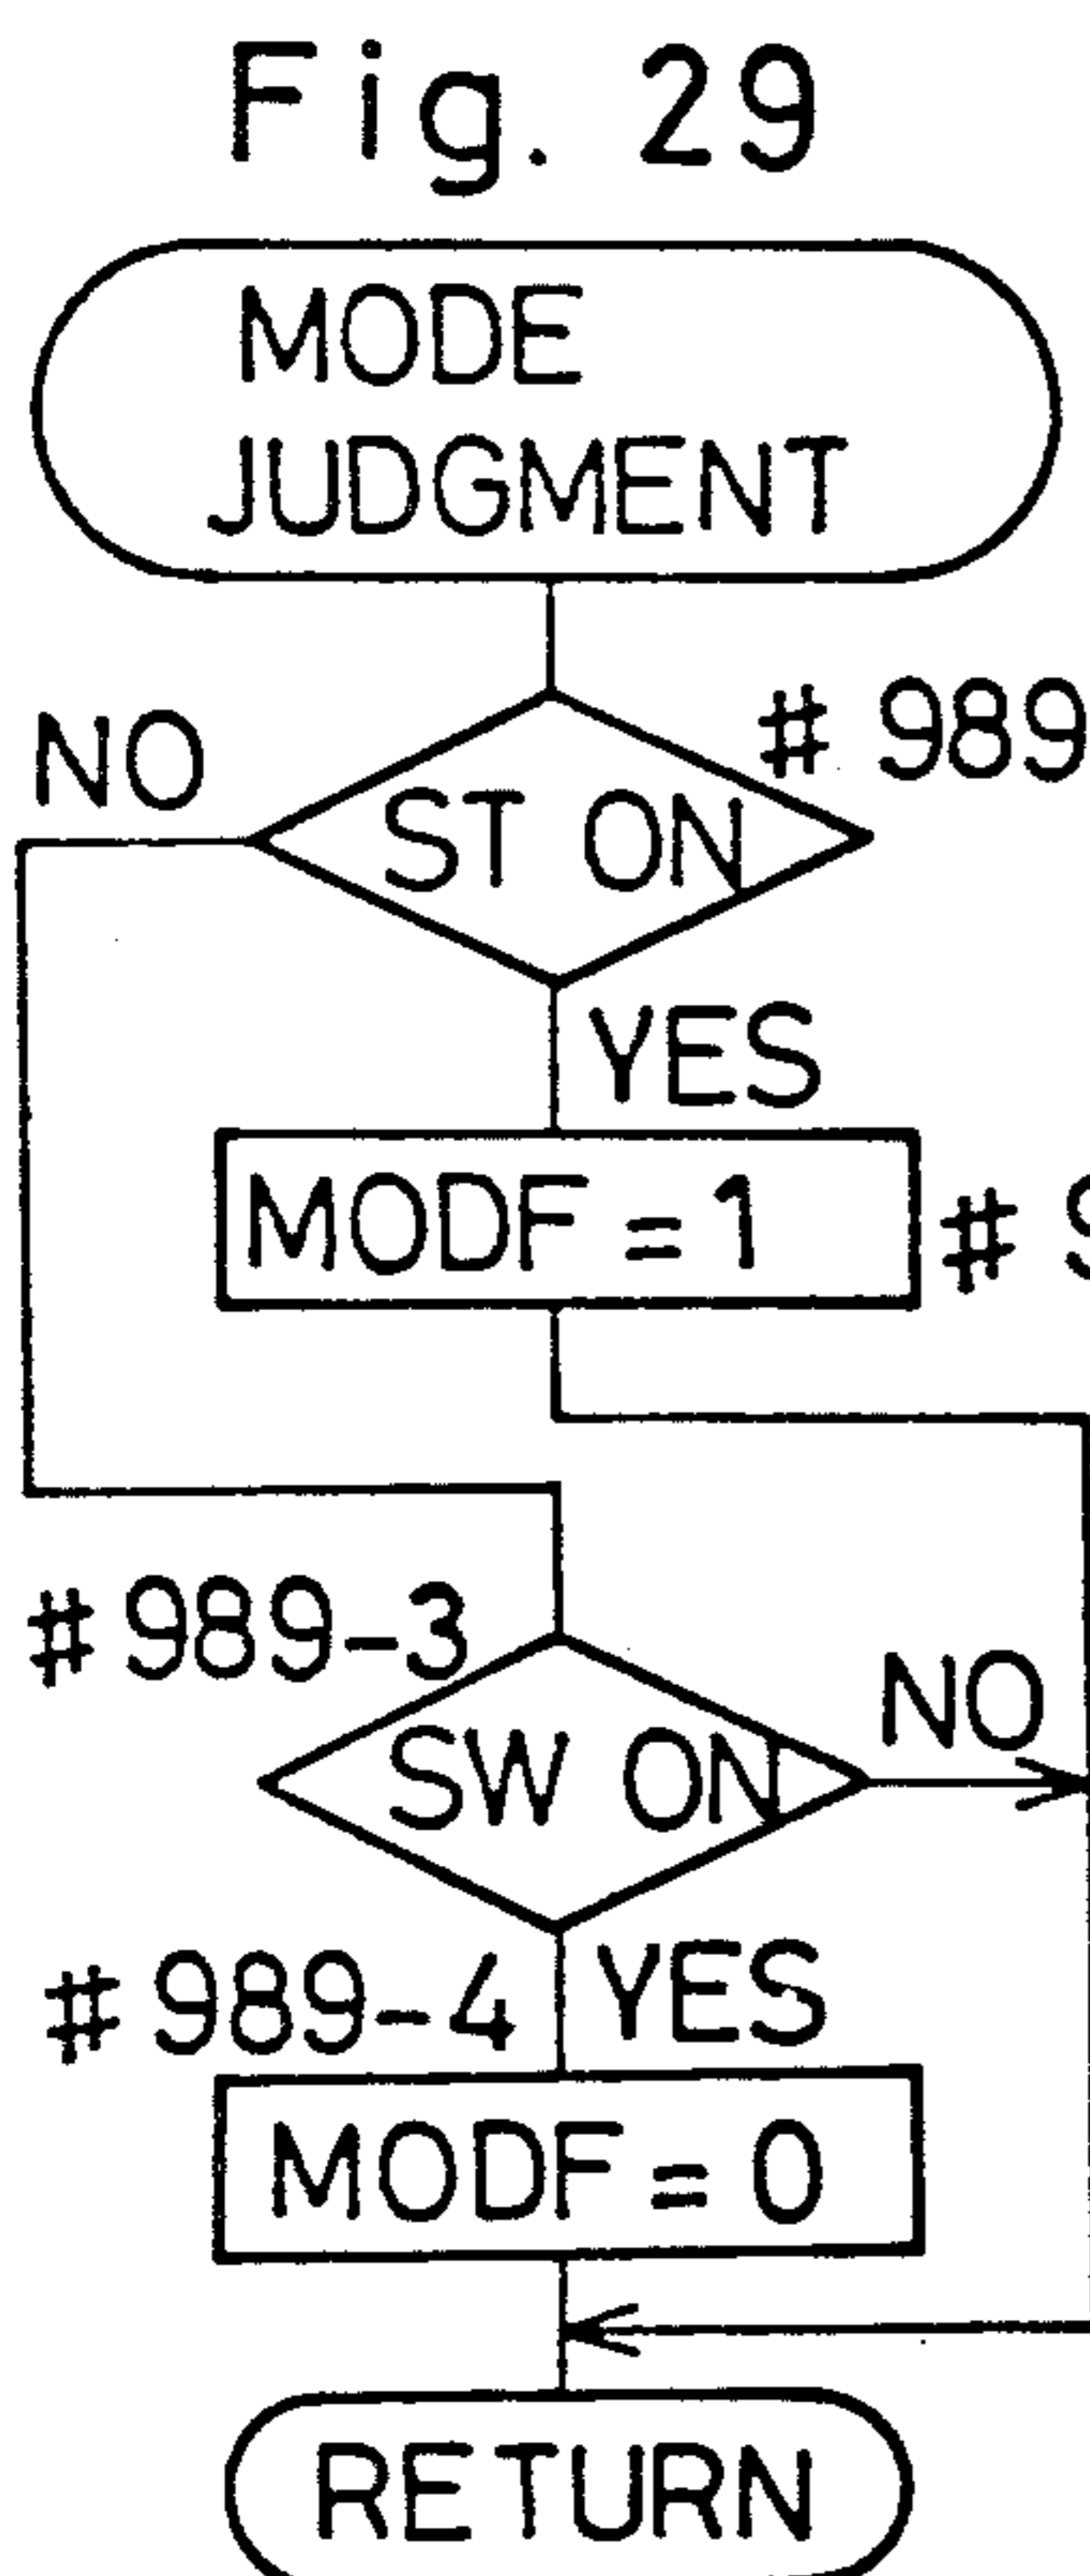 Fig. 29
MODE
JUDGMENT
NO
# 989
ST ON
YES
MODF = 1
#
# 989-3
NO
SW ON
# 989-4
YES
MODF = 0
RETURN